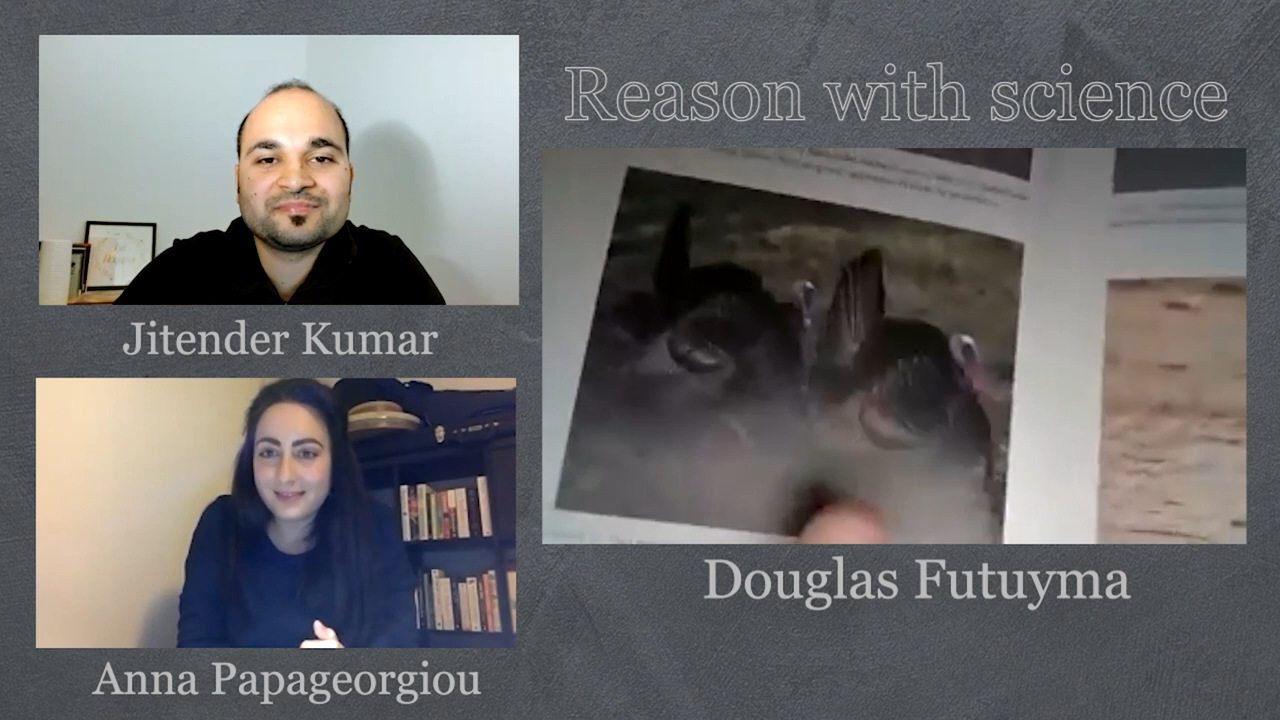 Reason with science
Jitender Kumar
Douglas Futuyma
Anna Papageorgiou